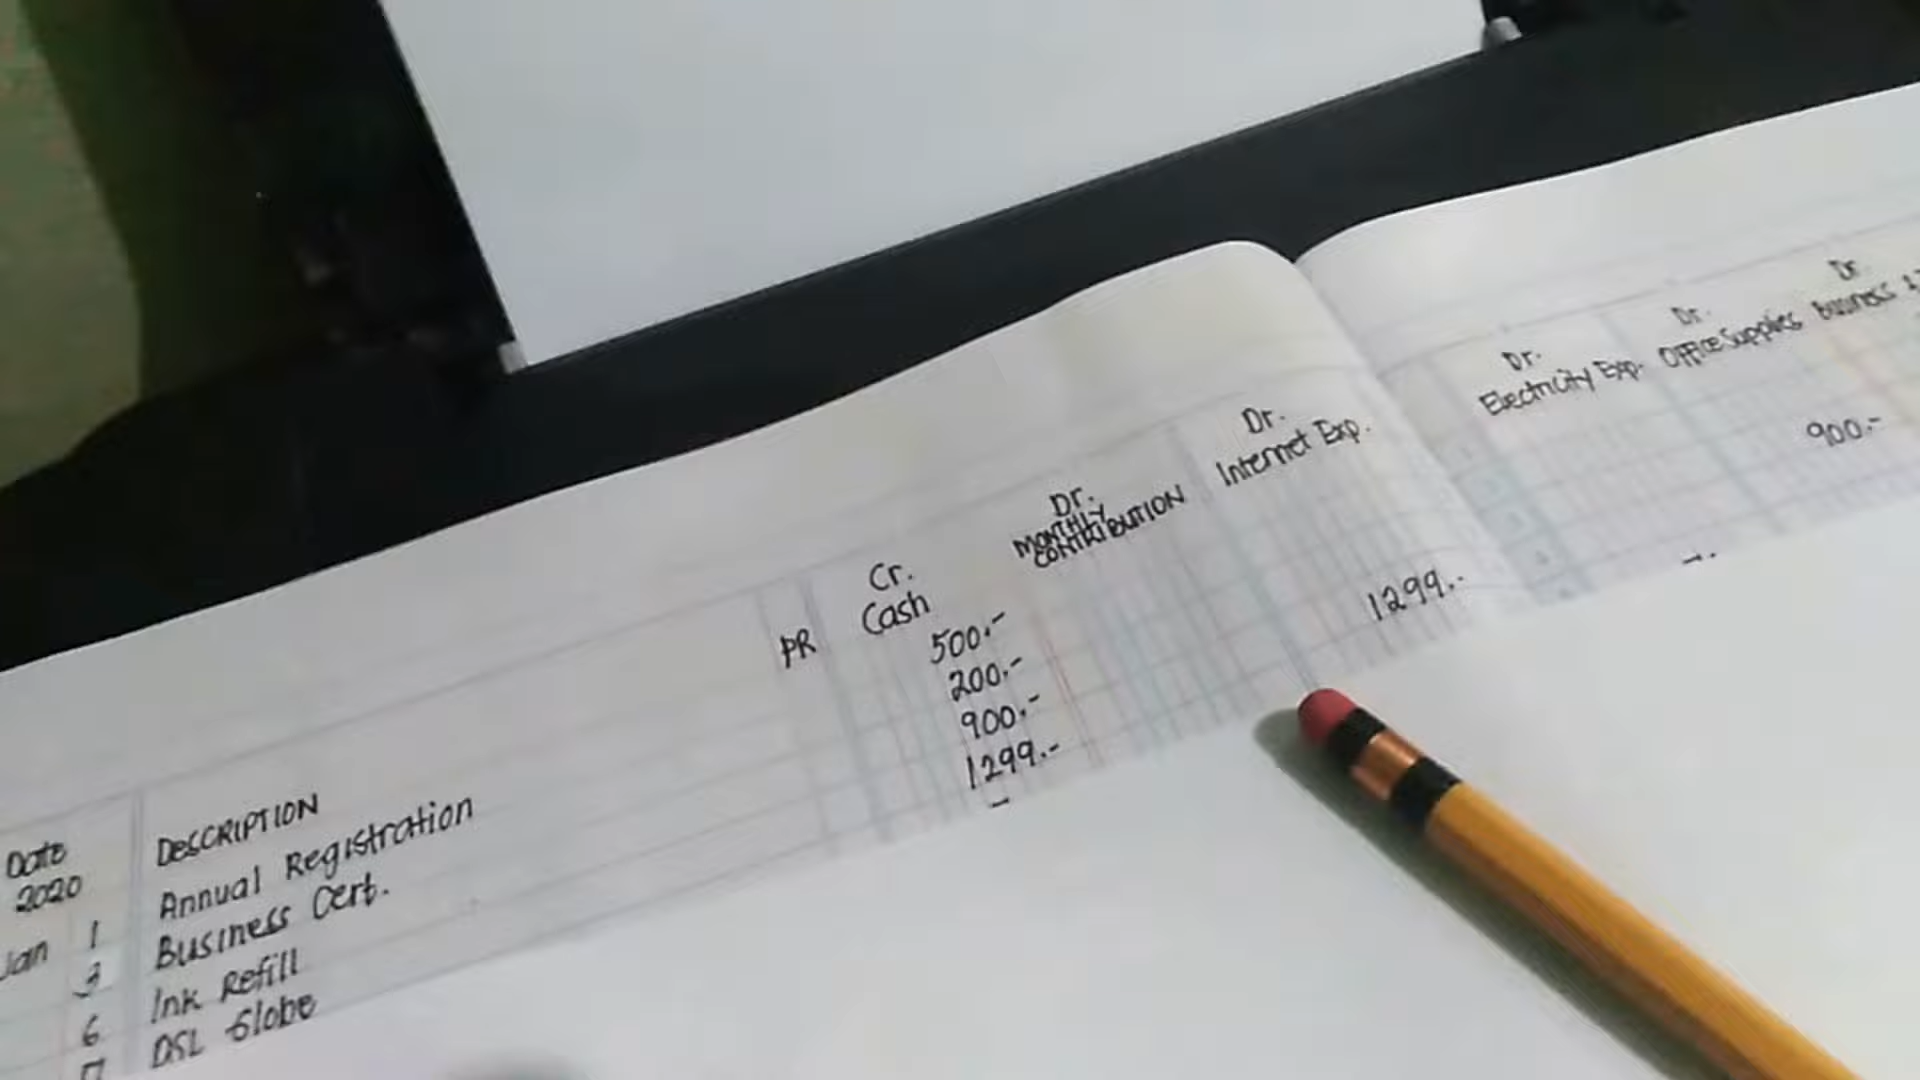 Dr.
Dr.
Dr.
Electricity Exp. Office Supplies Business
900.-
Dr.
Internet Exp.
Dr.
MONTHLY
CONTRIBUTION
Cr.
PR Cash
Date DESCRIPTION
2020
Jan 1 Annual Registration 500.-
3 Business Cert. 200.-
6 Ink Refill 900.-
7 DSL Globe 1299.- 1299.-